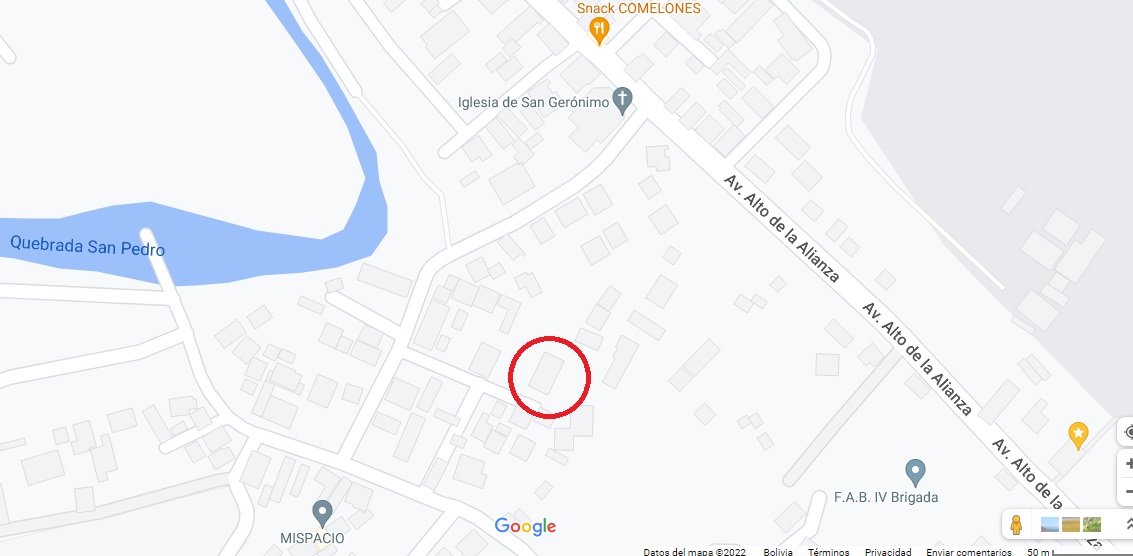 Snack COMELONES
Iglesia de San Gerónimo
Av. Alto de la Alianza
Quebrada San Pedro
Av. Alto de la Alianza
Av. Alto de la
za
F.A.B. IV Brigada
MISPACIO
Google
Datos del mapa ©2022 Bolivia Términos Privacidad Enviar comentarios 50 m